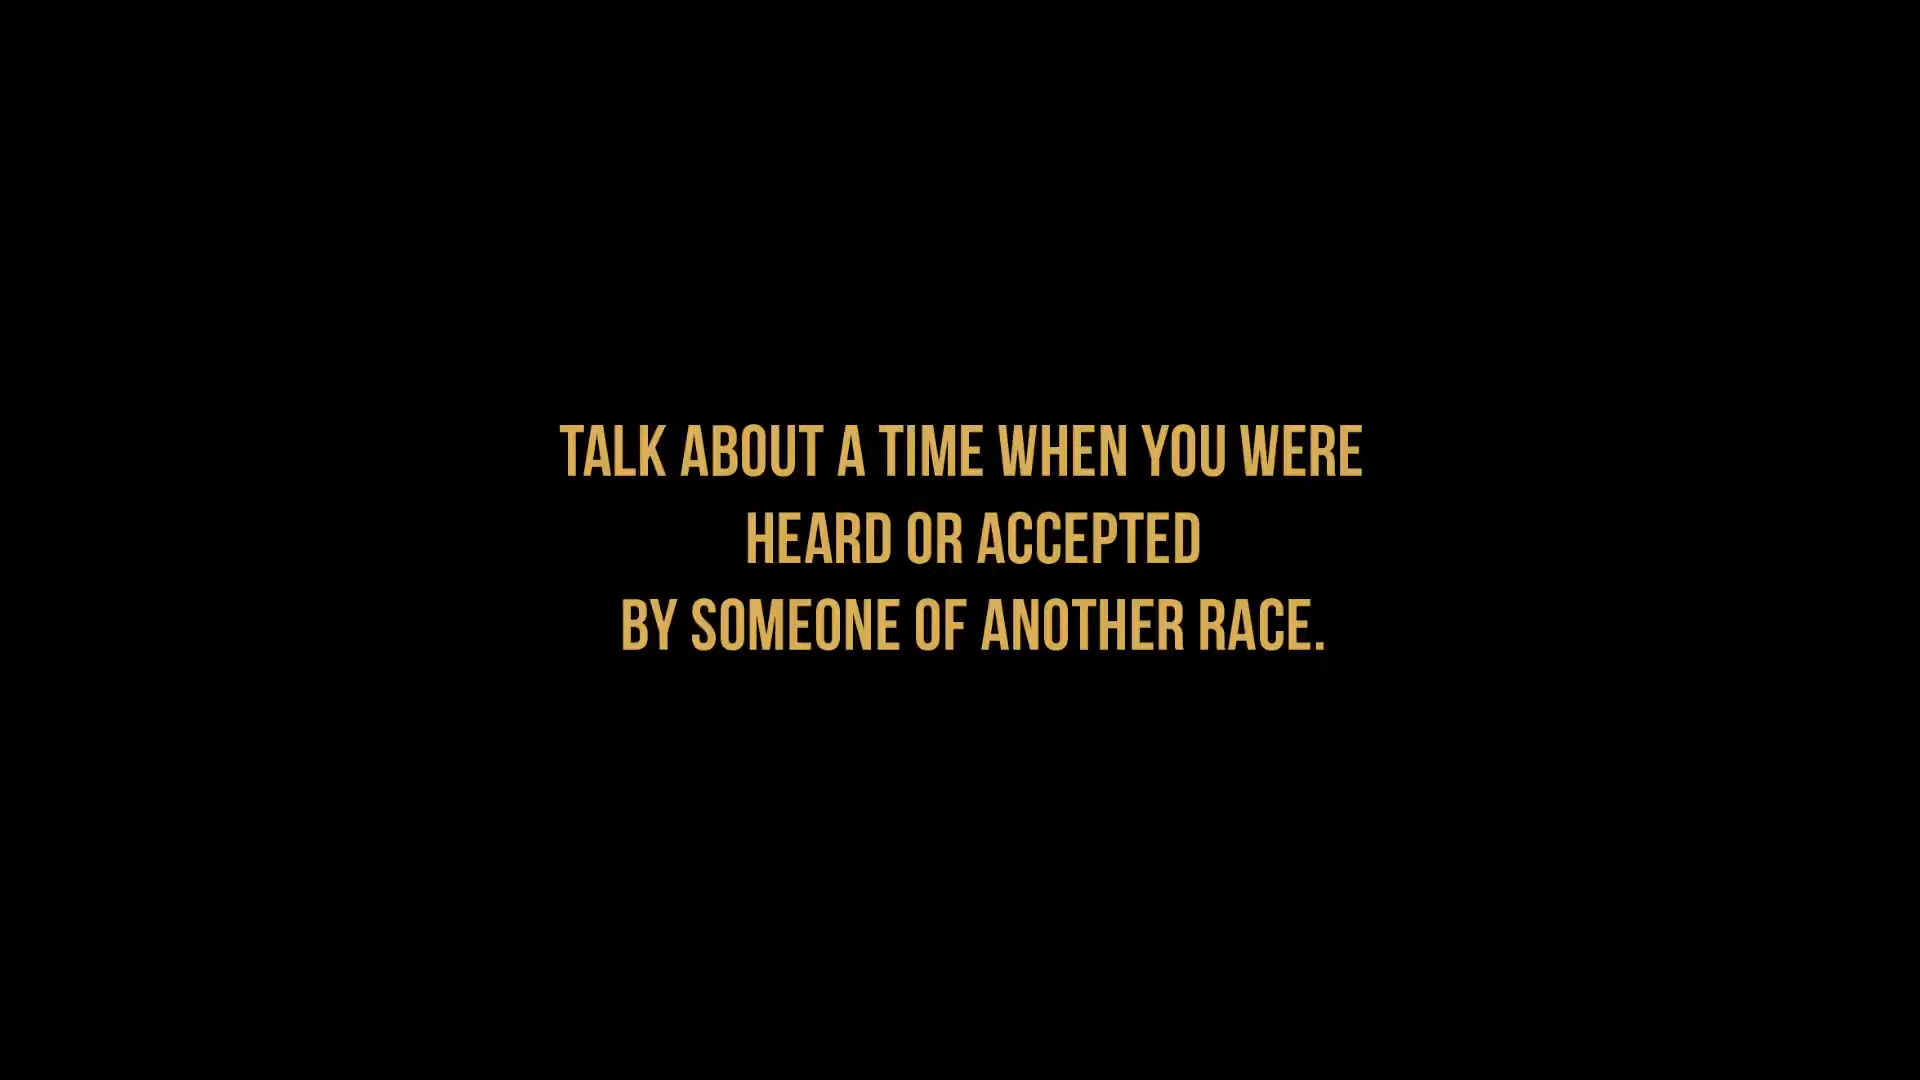 TALK ABOUT A TIME WHEN YOU WERE
HEARD OR ACCEPTED
BY SOMEONE OF ANOTHER RACE.